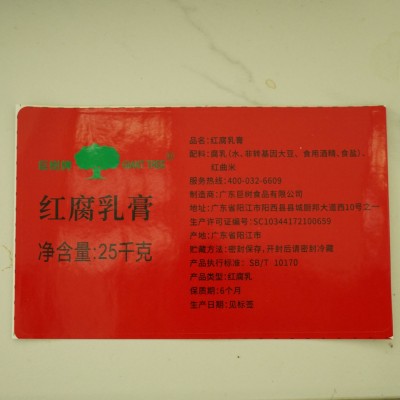 红腐乳膏
净含量:25千克
品名:红腐乳膏
配料:腐乳(水、非转基因大豆、食用酒精、食盐)、
红曲米
服务热线:400-032-6609
制造商:广东巨树食品有限公司
地址:广东省阳江市阳西县县城厨邦大道西10号之一
生产许可证编号:SC10344172100659
产地:广东省阳江市
贮藏方法:密封保存,开封后请密封冷藏
产品执行标准:SB/T 10170
产品类型:红腐乳
保质期:6个月
生产日期:见标签